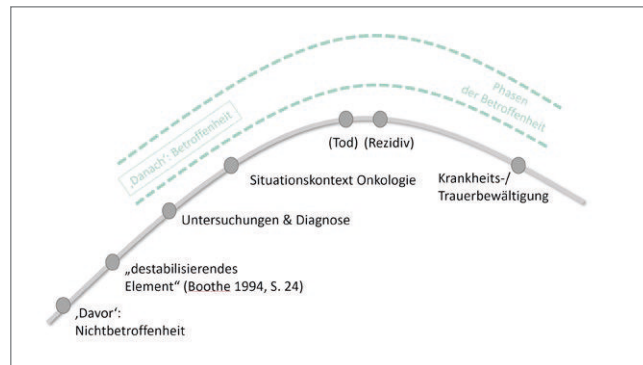 Phasen
der Betroffenheit
‚Danach‘: Betroffenheit
(Tod)
(Rezidiv)
Situationskontext Onkologie
Krankheits-/
Trauerbewältigung
Untersuchungen & Diagnose
„destabilisierendes
Element“ (Boothe 1994, S. 24)
‚Davor‘:
Nichtbetroffenheit